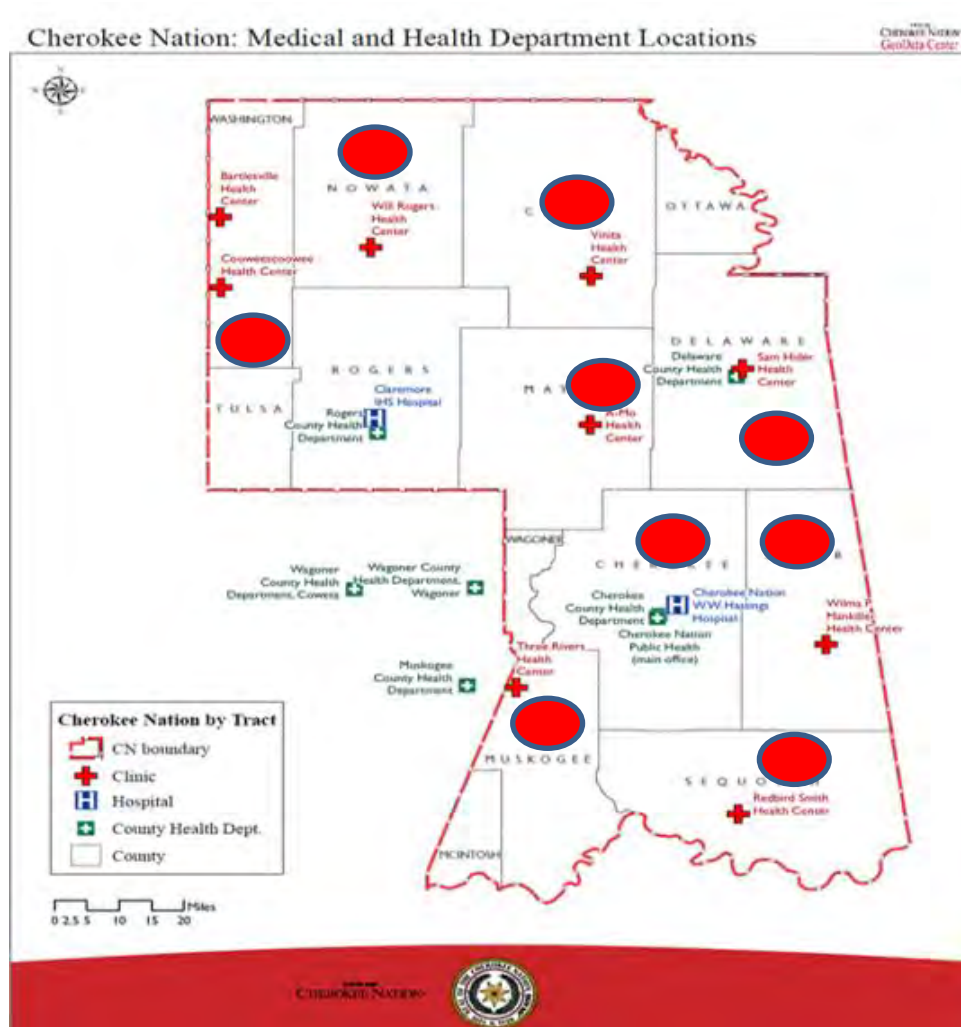 Cherokee Nation: Medical and Health Department Locations
CHEROKEE NATION
GeoData Center
N
WASHINGTON
Bartlesville
Health
Center
NOWATA
Will Rogers
Health
Center
C
Vinita
Health
Center
OTTAWA
Cooweescoowee
Health Center
DELAWARE
Delaware
County Health
Department
Sam Hider
Health
Center
ROGERS
Claremore
IHS Hospital
TULSA
Rogers
County Health
Department
H
MAY
A-Mo
Health
Center
WAGONER
CHEROKEE
B
Wagoner
County Health
Department, Coweta
Wagoner County
Health Department,
Wagoner
Cherokee
County Health
Department
H
Cherokee Nation
W.W. Hastings
Hospital
Cherokee Nation
Public Health
(main office)
Wilma P.
Mankiller
Health Center
Three Rivers
Health
Center
Muskogee
County Health
Department
MUSKOGEE
SEQUO
Redbird Smith
Health Center
MCINTOSH
Cherokee Nation by Tract
CN boundary
Clinic
H Hospital
County Health Dept.
County
Miles
0 2.5 5 10 15 20
CHEROKEE NATION